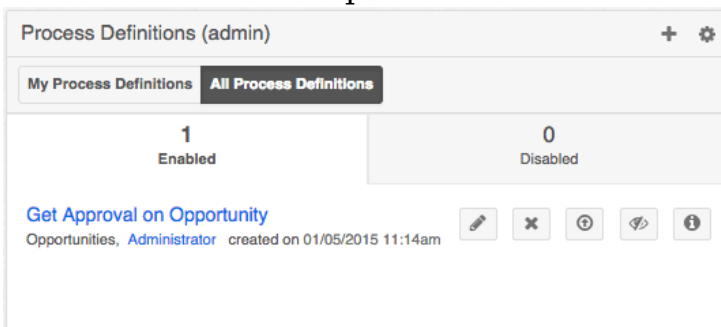 Process Definitions (admin)
My Process Definitions All Process Definitions
1 0
Enabled Disabled
Get Approval on Opportunity
Opportunities, Administrator created on 01/05/2015 11:14am